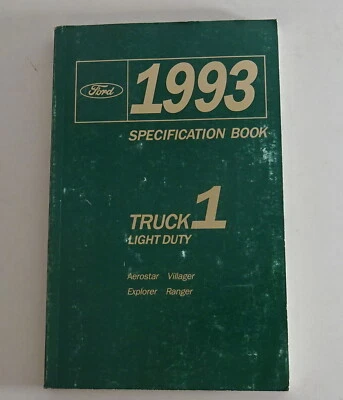 Ford
1993
SPECIFICATION BOOK
TRUCK 1
LIGHT DUTY
Aerostar Villager
Explorer Ranger